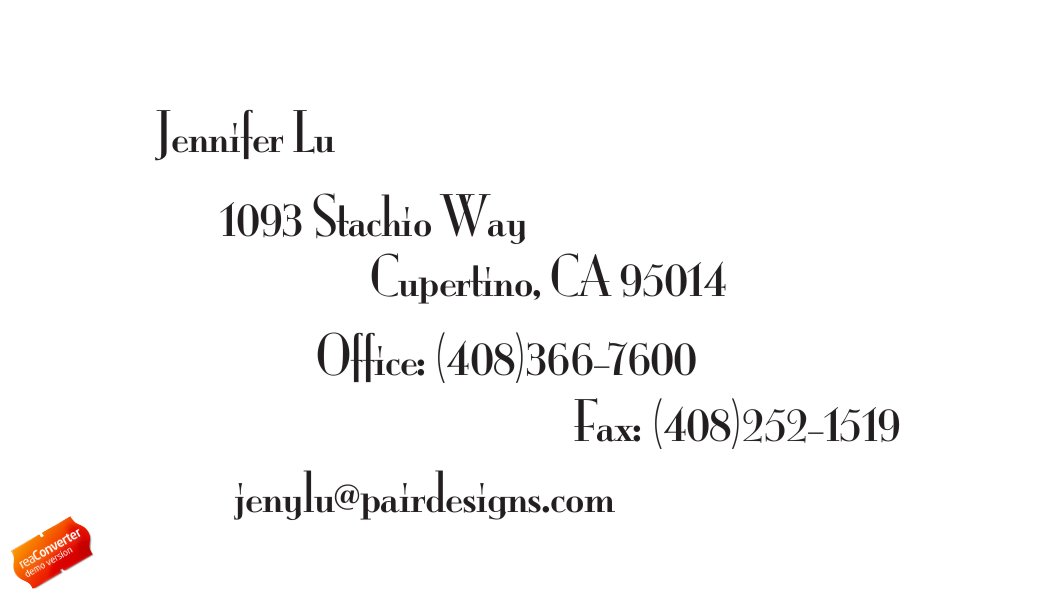 Jennifer Lu
1093 Stachio Way
Cupertino, CA 95014
Office: (408)366-7600
Fax: (408)252-1519
jenylu@pairdesigns.com
reaConverter
demo version